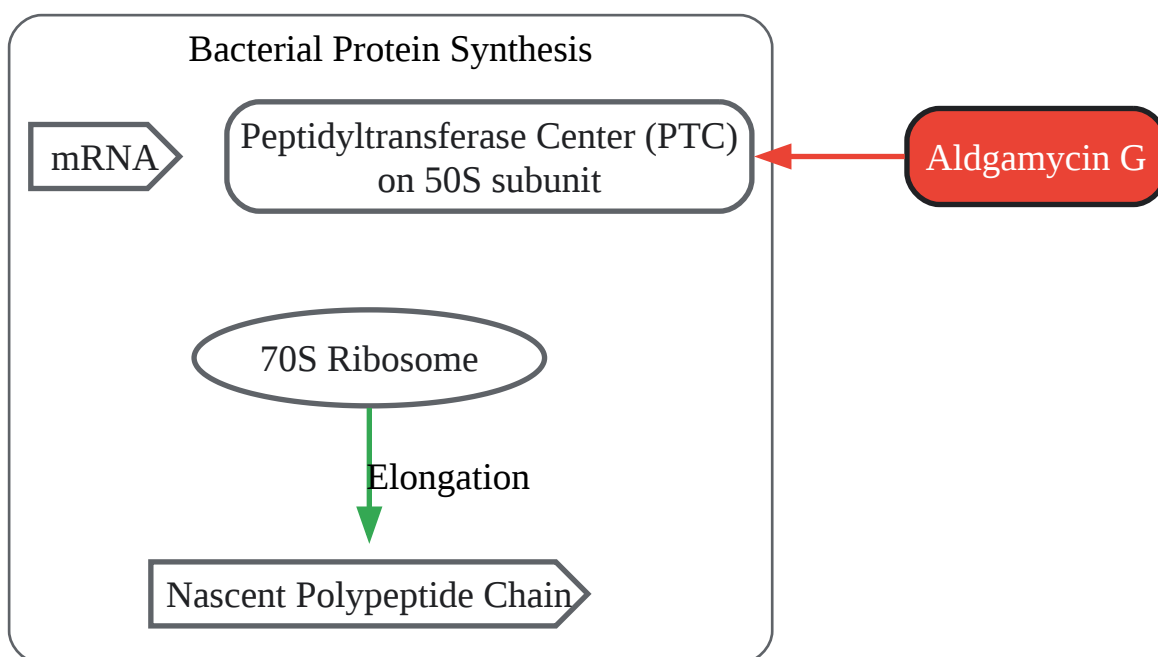 Bacterial Protein Synthesis
mRNA
Peptidyltransferase Center (PTC)
on 50S subunit
Aldgamycin G
70S Ribosome
Elongation
Nascent Polypeptide Chain